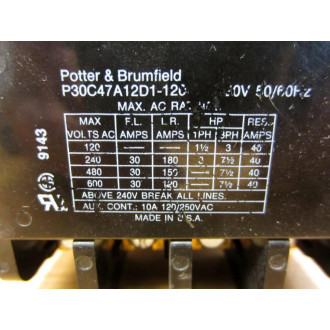 Potter & Brumfield
P30C47A12D1-120 50/60Hz
MAX. AC
MAX F.L. L.R. HP RES.
VOLTS AC AMPS AMPS 1PH 3PH AMPS
120 — — 1½ 3 40
240 30 180 3 7½ 40
480 30 150 — 7½ 40
600 30 120 — 7½ 40
ABOVE 240V BREAK ALL LINES.
AUX. CONT.: 10A 120/250VAC
MADE IN U.S.A.
9143